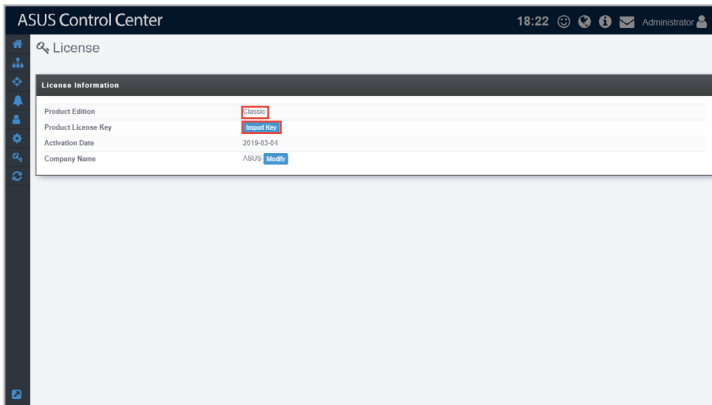 ASUS Control Center
18:22 Administrator
License
License Information
Product Edition Classic
Product License Key Import Key
Activation Date 2019-03-04
Company Name ASUS Modify